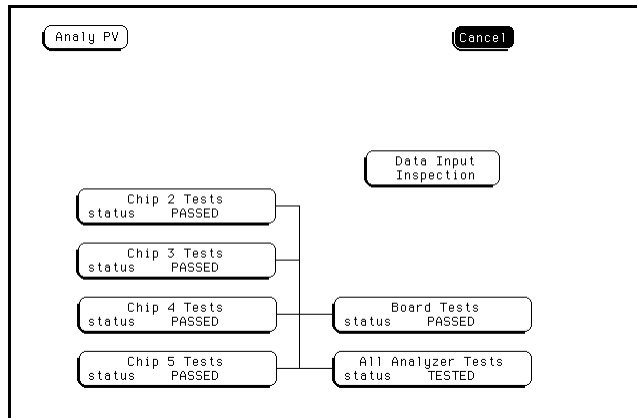 Analy PV
Cancel
Data Input
Inspection
Chip 2 Tests
status PASSED
Chip 3 Tests
status PASSED
Chip 4 Tests
status PASSED
Board Tests
status PASSED
Chip 5 Tests
status PASSED
All Analyzer Tests
status TESTED